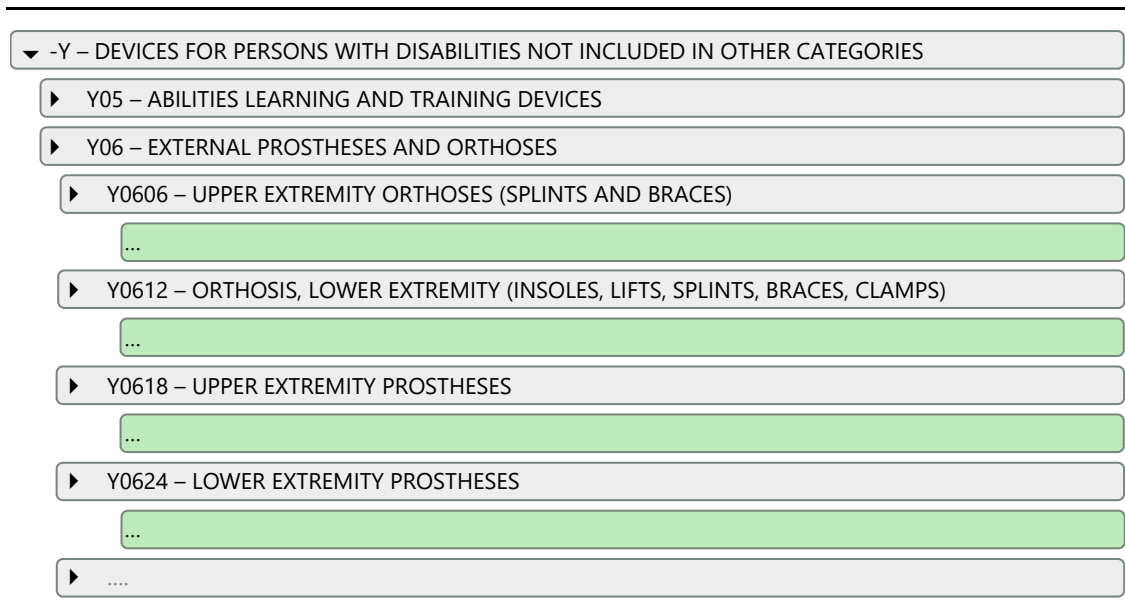 -Y – DEVICES FOR PERSONS WITH DISABILITIES NOT INCLUDED IN OTHER CATEGORIES
Y05 – ABILITIES LEARNING AND TRAINING DEVICES
Y06 – EXTERNAL PROSTHESES AND ORTHOSES
Y0606 – UPPER EXTREMITY ORTHOSES (SPLINTS AND BRACES)
...
Y0612 – ORTHOSIS, LOWER EXTREMITY (INSOLES, LIFTS, SPLINTS, BRACES, CLAMPS)
...
Y0618 – UPPER EXTREMITY PROSTHESES
...
Y0624 – LOWER EXTREMITY PROSTHESES
...
....